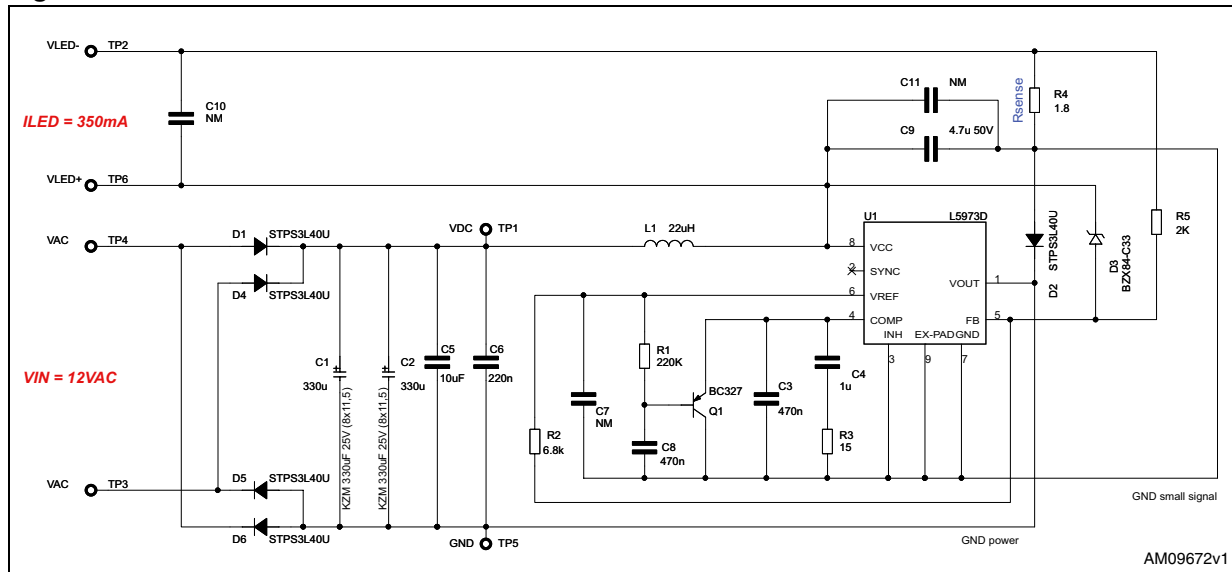 VLED- TP2
C10
NM
ILED = 350mA
VLED+ TP6
C11 NM
C9 4.7u 50V
Rsense
R4
1.8
VAC TP4
D1 STPS3L40U
D4 STPS3L40U
VDC TP1
L1 22uH
U1 L5973D
8 VCC
2 SYNC
6 VREF
4 COMP
VOUT 1
FB 5
INH EX-PAD GND
3 9 7
D2 STPS3L40U
D3
BZX84-C33
R5
2K
VIN = 12VAC
C1
330u
KZM 330uF 25V (8x11,5)
C2
330u
KZM 330uF 25V (8x11,5)
C5
10uF
C6
220n
R2
6.8k
C7
NM
R1
220K
C8
470n
BC327
Q1
C3
470n
C4
1u
R3
15
VAC TP3
D5 STPS3L40U
D6 STPS3L40U
GND TP5
GND small signal
GND power
AM09672v1